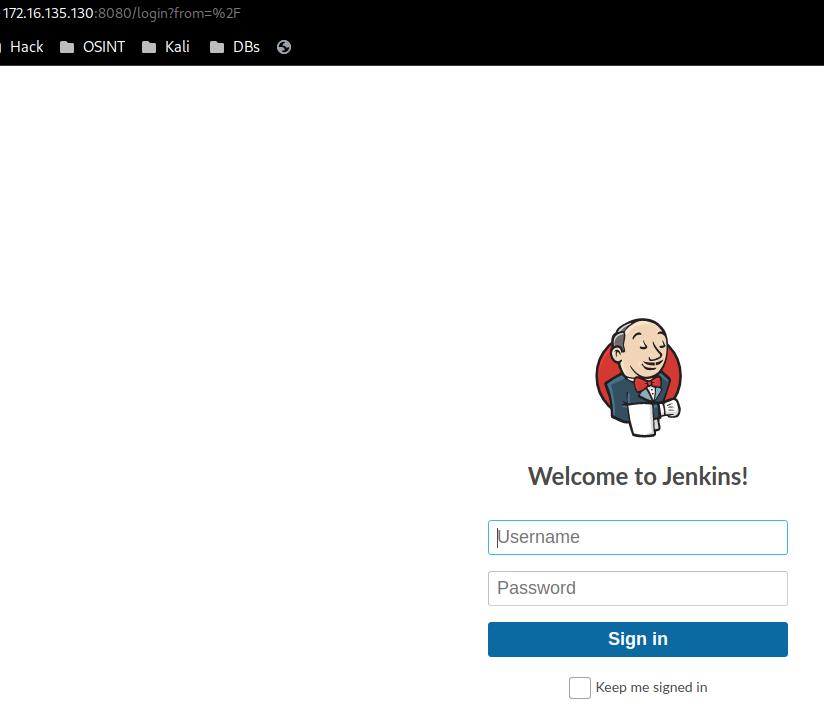 172.16.135.130:8080/login?from=%2F
Hack OSINT Kali DBs
Welcome to Jenkins!
Username
Password
Sign in
Keep me signed in